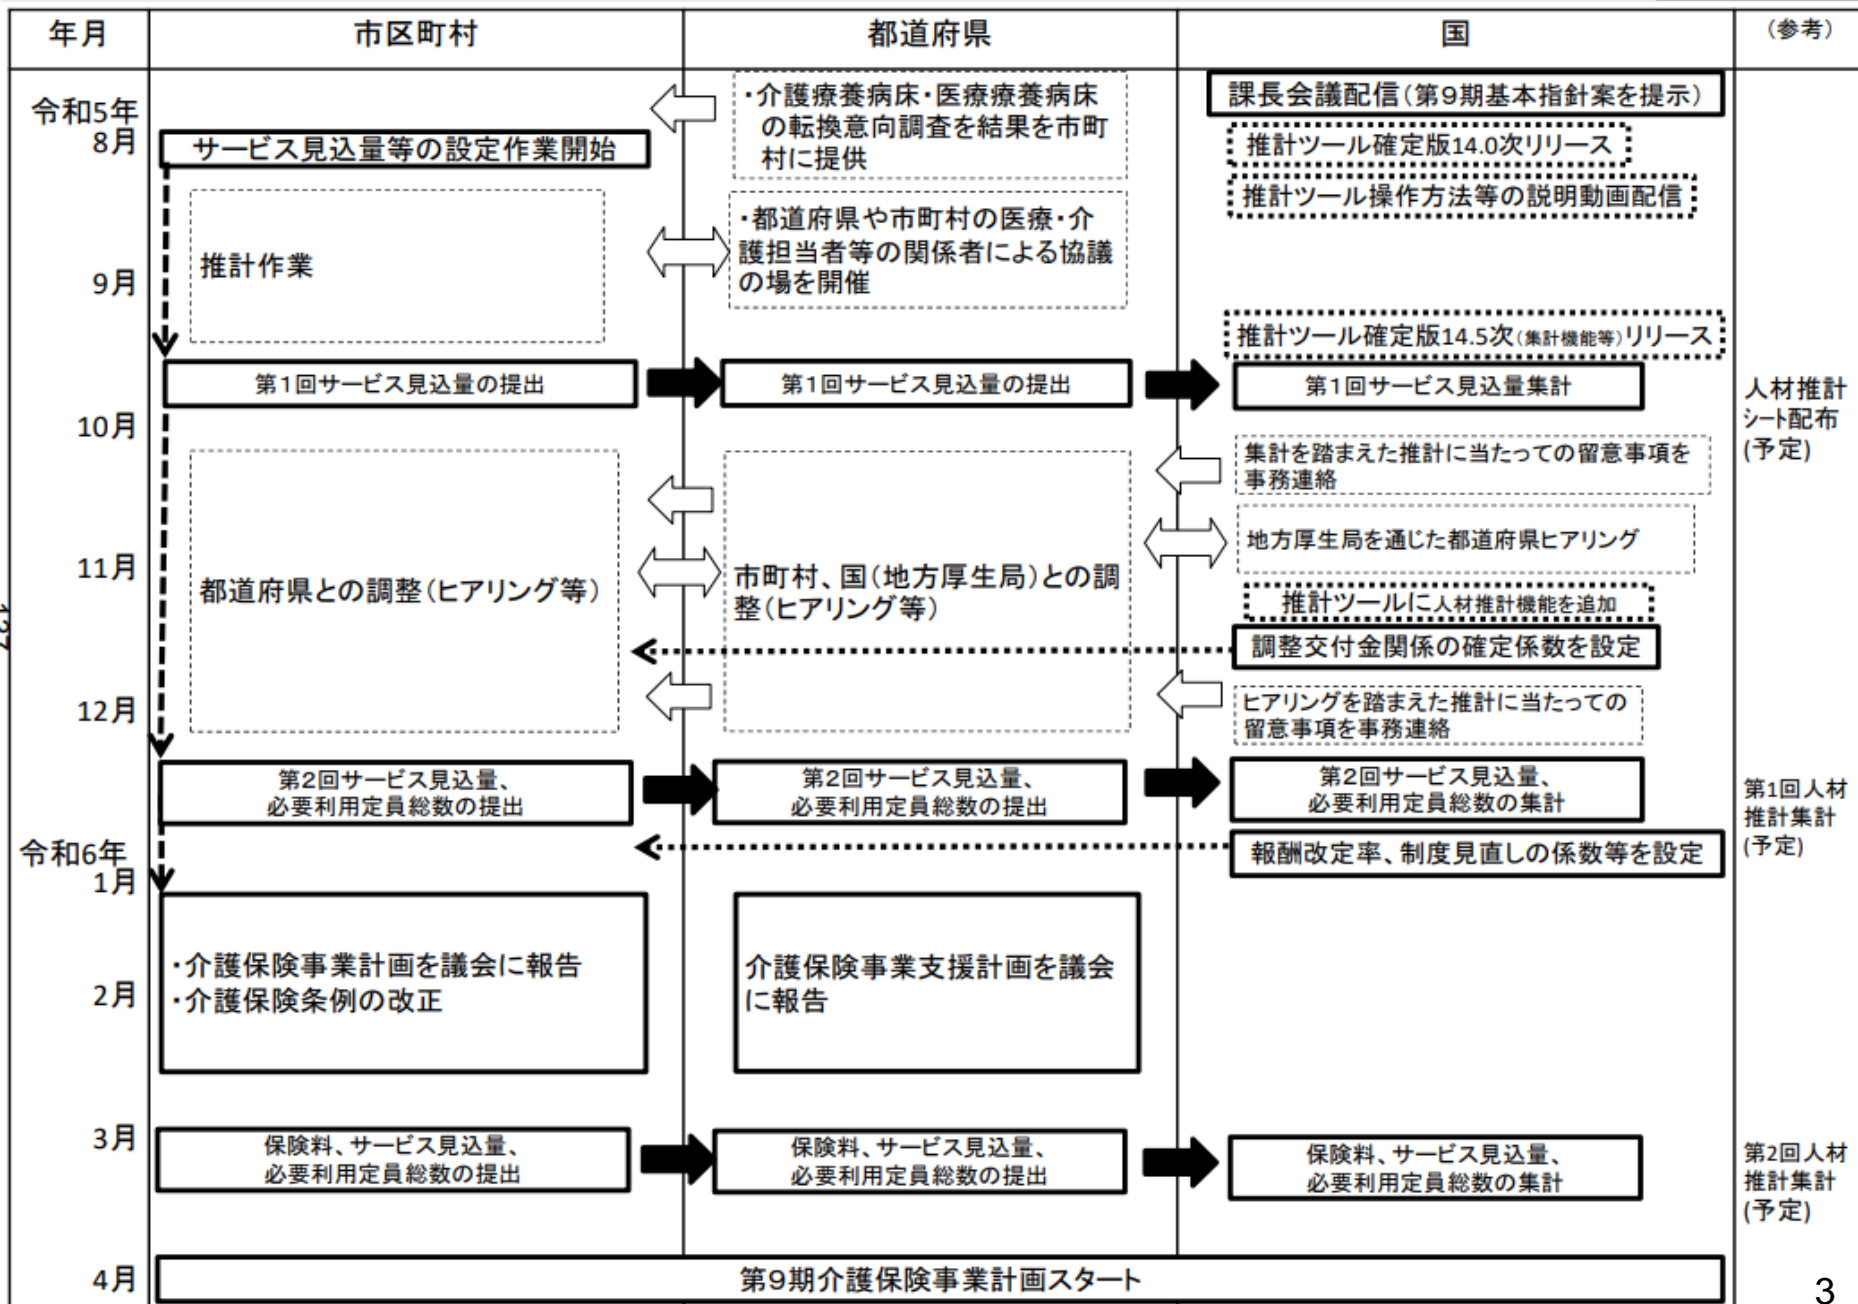 年月
市区町村
都道府県
国
（参考）
令和5年
8月
サービス見込量等の設定作業開始
・介護療養病床・医療療養病床
の転換意向調査を結果を市町
村に提供
課長会議配信（第９期基本指針案を提示）
推計ツール確定版14.0次リリース
推計ツール操作方法等の説明動画配信
推計作業
・都道府県や市町村の医療・介
護担当者等の関係者による協議
の場を開催
9月
推計ツール確定版14.5次（集計機能等）リリース
第１回サービス見込量の提出
第１回サービス見込量の提出
第１回サービス見込量集計
人材推計
シート配布
(予定)
10月
集計を踏まえた推計に当たっての留意事項を
事務連絡
地方厚生局を通じた都道府県ヒアリング
11月
都道府県との調整（ヒアリング等）
市町村、国（地方厚生局）との調
整（ヒアリング等）
推計ツールに人材推計機能を追加
調整交付金関係の確定係数を設定
137
12月
ヒアリングを踏まえた推計に当たっての
留意事項を事務連絡
第２回サービス見込量、
必要利用定員総数の提出
第２回サービス見込量、
必要利用定員総数の提出
第２回サービス見込量、
必要利用定員総数の集計
第1回人材
推計集計
(予定)
令和6年
1月
報酬改定率、制度見直しの係数等を設定
・介護保険事業計画を議会に報告
・介護保険条例の改正
介護保険事業支援計画を議会
に報告
2月
3月
保険料、サービス見込量、
必要利用定員総数の提出
保険料、サービス見込量、
必要利用定員総数の提出
保険料、サービス見込量、
必要利用定員総数の集計
第2回人材
推計集計
(予定)
4月
第９期介護保険事業計画スタート
3